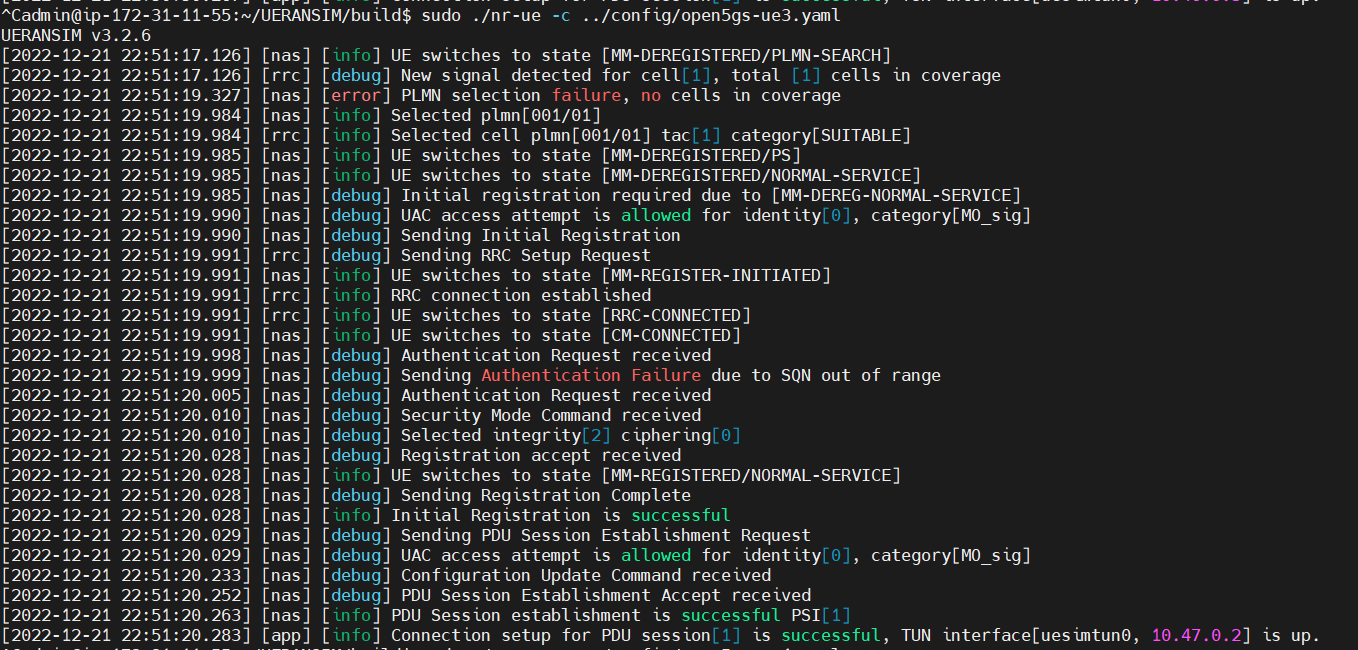 ^Cadmin@ip-172-31-11-55:~/UERANSIM/build$ sudo ./nr-ue -c ../config/open5gs-ue3.yaml
UERANSIM v3.2.6
[2022-12-21 22:51:17.126] [nas] [info] UE switches to state [MM-DEREGISTERED/PLMN-SEARCH]
[2022-12-21 22:51:17.126] [rrc] [debug] New signal detected for cell[1], total [1] cells in coverage
[2022-12-21 22:51:19.327] [nas] [error] PLMN selection failure, no cells in coverage
[2022-12-21 22:51:19.984] [nas] [info] Selected plmn[001/01]
[2022-12-21 22:51:19.984] [rrc] [info] Selected cell plmn[001/01] tac[1] category[SUITABLE]
[2022-12-21 22:51:19.985] [nas] [info] UE switches to state [MM-DEREGISTERED/PS]
[2022-12-21 22:51:19.985] [nas] [info] UE switches to state [MM-DEREGISTERED/NORMAL-SERVICE]
[2022-12-21 22:51:19.985] [nas] [debug] Initial registration required due to [MM-DEREG-NORMAL-SERVICE]
[2022-12-21 22:51:19.990] [nas] [debug] UAC access attempt is allowed for identity[0], category[MO_sig]
[2022-12-21 22:51:19.990] [nas] [debug] Sending Initial Registration
[2022-12-21 22:51:19.991] [rrc] [debug] Sending RRC Setup Request
[2022-12-21 22:51:19.991] [nas] [info] UE switches to state [MM-REGISTER-INITIATED]
[2022-12-21 22:51:19.991] [rrc] [info] RRC connection established
[2022-12-21 22:51:19.991] [rrc] [info] UE switches to state [RRC-CONNECTED]
[2022-12-21 22:51:19.991] [nas] [info] UE switches to state [CM-CONNECTED]
[2022-12-21 22:51:19.998] [nas] [debug] Authentication Request received
[2022-12-21 22:51:19.999] [nas] [debug] Sending Authentication Failure due to SQN out of range
[2022-12-21 22:51:20.005] [nas] [debug] Authentication Request received
[2022-12-21 22:51:20.010] [nas] [debug] Security Mode Command received
[2022-12-21 22:51:20.010] [nas] [debug] Selected integrity[2] ciphering[0]
[2022-12-21 22:51:20.028] [nas] [debug] Registration accept received
[2022-12-21 22:51:20.028] [nas] [info] UE switches to state [MM-REGISTERED/NORMAL-SERVICE]
[2022-12-21 22:51:20.028] [nas] [debug] Sending Registration Complete
[2022-12-21 22:51:20.028] [nas] [info] Initial Registration is successful
[2022-12-21 22:51:20.029] [nas] [debug] Sending PDU Session Establishment Request
[2022-12-21 22:51:20.029] [nas] [debug] UAC access attempt is allowed for identity[0], category[MO_sig]
[2022-12-21 22:51:20.233] [nas] [debug] Configuration Update Command received
[2022-12-21 22:51:20.252] [nas] [debug] PDU Session Establishment Accept received
[2022-12-21 22:51:20.263] [nas] [info] PDU Session establishment is successful PSI[1]
[2022-12-21 22:51:20.283] [app] [info] Connection setup for PDU session[1] is successful, TUN interface[uesimtun0, 10.47.0.2] is up.